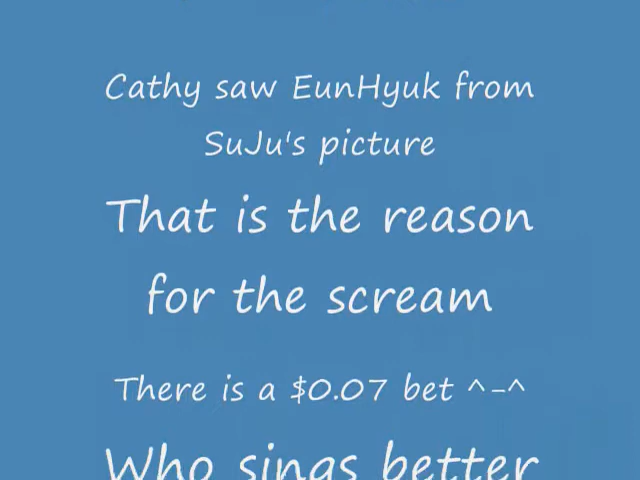 Cathy saw EunHyuk from
SuJu's picture
That is the reason
for the scream
There is a $0.07 bet ^-^
Who sings better